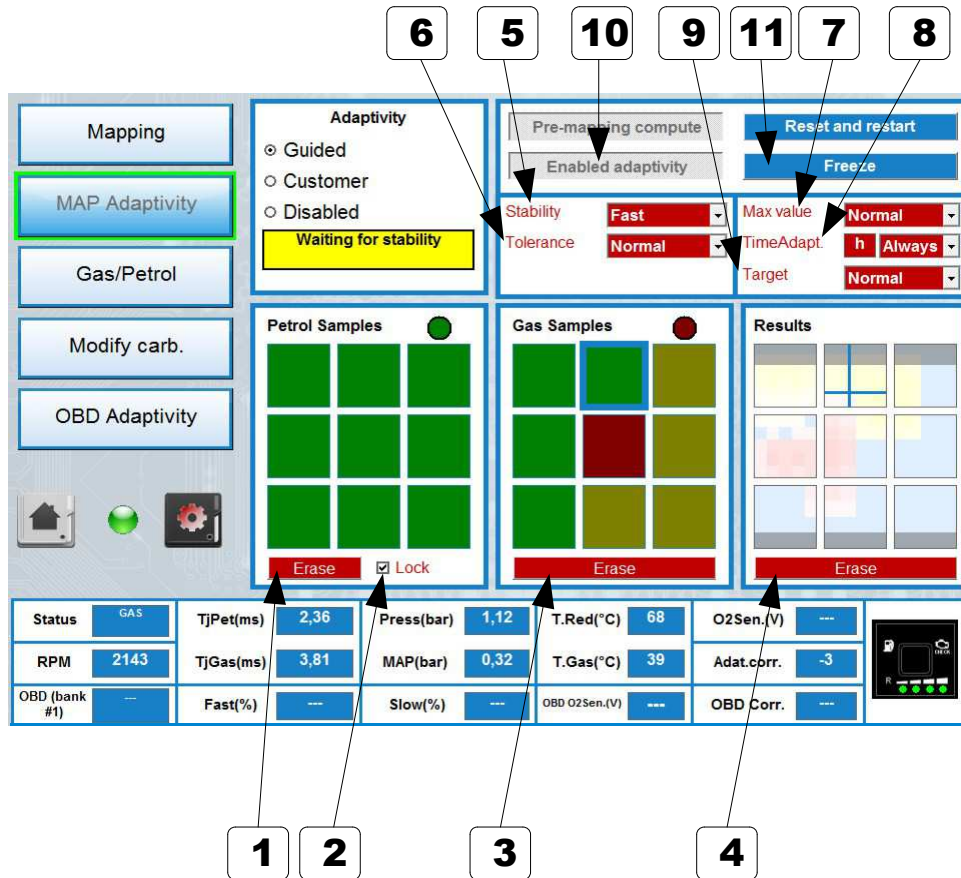 6 5 10 9 11 7 8
Mapping
MAP Adaptivity
Gas/Petrol
Modify carb.
OBD Adaptivity
Adaptivity
Guided
Customer
Disabled
Waiting for stability
Pre-mapping compute
Reset and restart
Enabled adaptivity
Freeze
Stability Fast
Tolerance Normal
Max value Normal
TimeAdapt. h Always
Target Normal
Petrol Samples
Erase Lock
Gas Samples
Erase
Results
Erase
Status GAS TjPet(ms) 2,36 Press(bar) 1,12 T.Red(°C) 68 O2Sen.(V) ---
RPM 2143 TjGas(ms) 3,81 MAP(bar) 0,32 T.Gas(°C) 39 Adat.corr. -3
OBD (bank
#1) --- Fast(%) --- Slow(%) --- OBD O2Sen.(V) --- OBD Corr. ---
CHECK
R
1 2 3 4